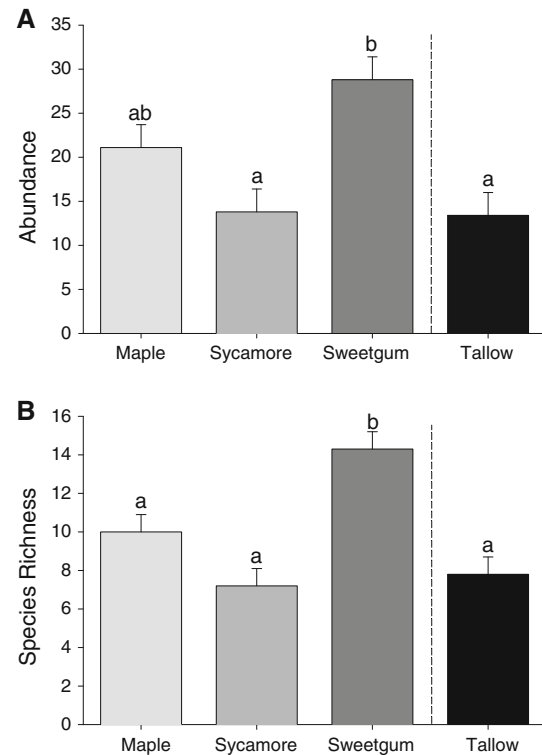 A
Abundance
35
30
25
20
15
10
5
0
ab
a
b
a
Maple Sycamore Sweetgum Tallow
B
Species Richness
16
14
12
10
8
6
4
2
0
a
a
b
a
Maple Sycamore Sweetgum Tallow